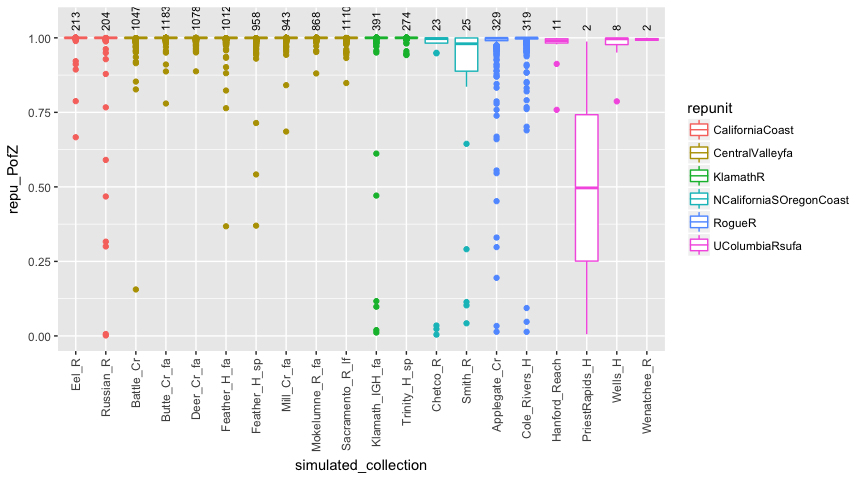 213 204 1047 1183 1078 1012 958 943 868 1110 391 274 23 25 329 319 11 2 8 2
1.00
0.75
0.50
0.25
0.00
repu_PofZ
Eel_R
Russian_R
Battle_Cr
Butte_Cr_fa
Deer_Cr_fa
Feather_H_fa
Feather_H_sp
Mill_Cr_fa
Mokelumne_R_fa
Sacramento_R_lf
Klamath_IGH_fa
Trinity_H_sp
Chetco_R
Smith_R
Applegate_Cr
Cole_Rivers_H
Hanford_Reach
PriestRapids_H
Wells_H
Wenatchee_R
simulated_collection
repunit
CaliforniaCoast
CentralValleyfa
KlamathR
NCaliforniaSOregonCoast
RogueR
UColumbiaRsufa